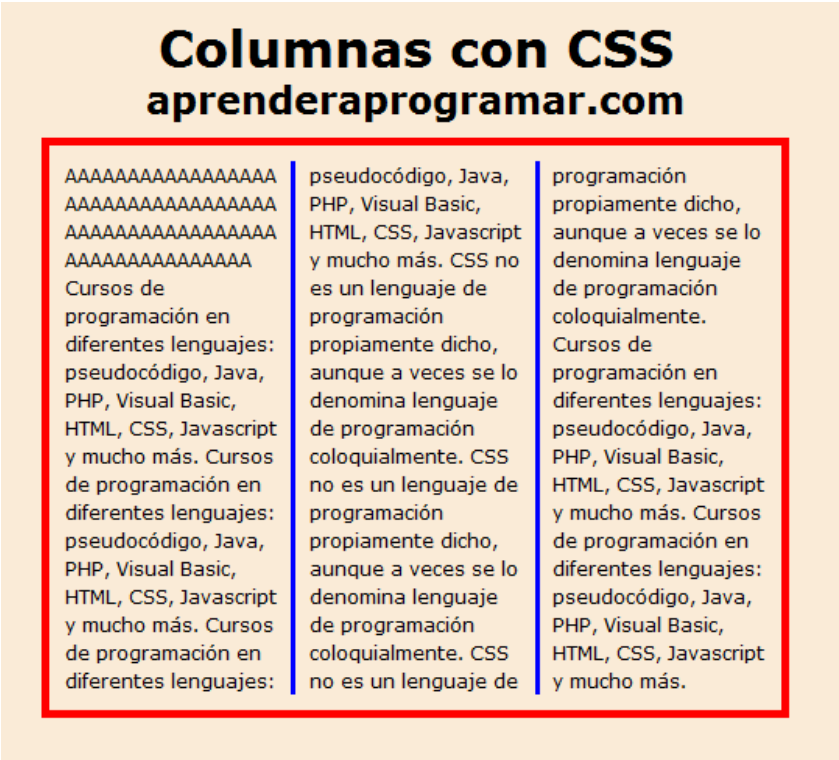 Columnas con CSS
aprenderaprogramar.com
AAAAAAAAAAAAAAAAA
AAAAAAAAAAAAAAAAA
AAAAAAAAAAAAAAAAA
AAAAAAAAAAAAAAA
Cursos de
programación en
diferentes lenguajes:
pseudocódigo, Java,
PHP, Visual Basic,
HTML, CSS, Javascript
y mucho más. Cursos
de programación en
diferentes lenguajes:
pseudocódigo, Java,
PHP, Visual Basic,
HTML, CSS, Javascript
y mucho más. Cursos
de programación en
diferentes lenguajes:
pseudocódigo, Java,
PHP, Visual Basic,
HTML, CSS, Javascript
y mucho más. CSS no
es un lenguaje de
programación
propiamente dicho,
aunque a veces se lo
denomina lenguaje
de programación
coloquialmente. CSS
no es un lenguaje de
programación
propiamente dicho,
aunque a veces se lo
denomina lenguaje
de programación
coloquialmente. CSS
no es un lenguaje de
programación
propiamente dicho,
aunque a veces se lo
denomina lenguaje
de programación
coloquialmente.
Cursos de
programación en
diferentes lenguajes:
pseudocódigo, Java,
PHP, Visual Basic,
HTML, CSS, Javascript
y mucho más. Cursos
de programación en
diferentes lenguajes:
pseudocódigo, Java,
PHP, Visual Basic,
HTML, CSS, Javascript
y mucho más.